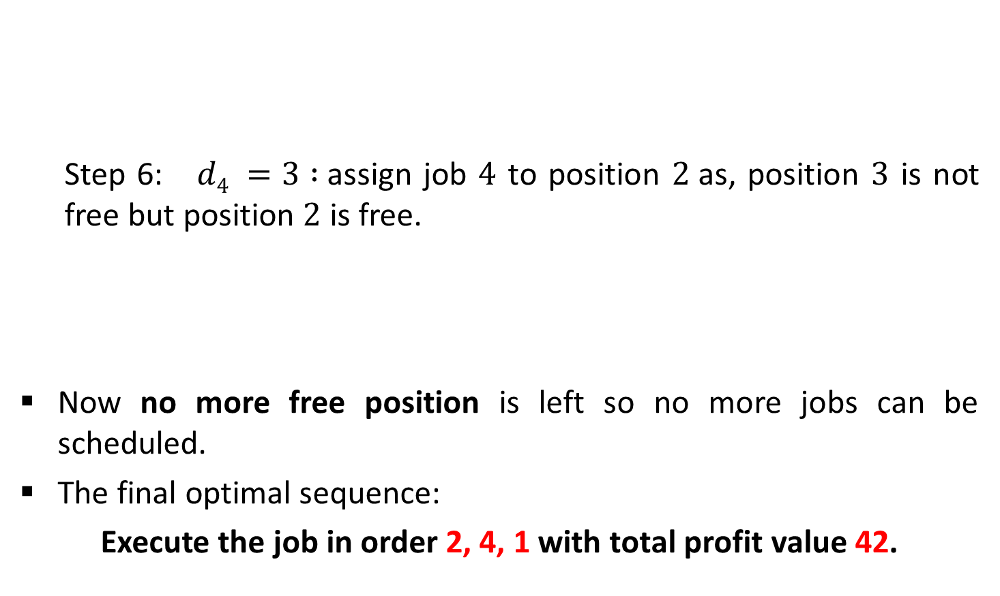 Step 6: d₄ = 3 : assign job 4 to position 2 as, position 3 is not
free but position 2 is free.
▪ Now no more free position is left so no more jobs can be
scheduled.
▪ The final optimal sequence:
Execute the job in order 2, 4, 1 with total profit value 42.